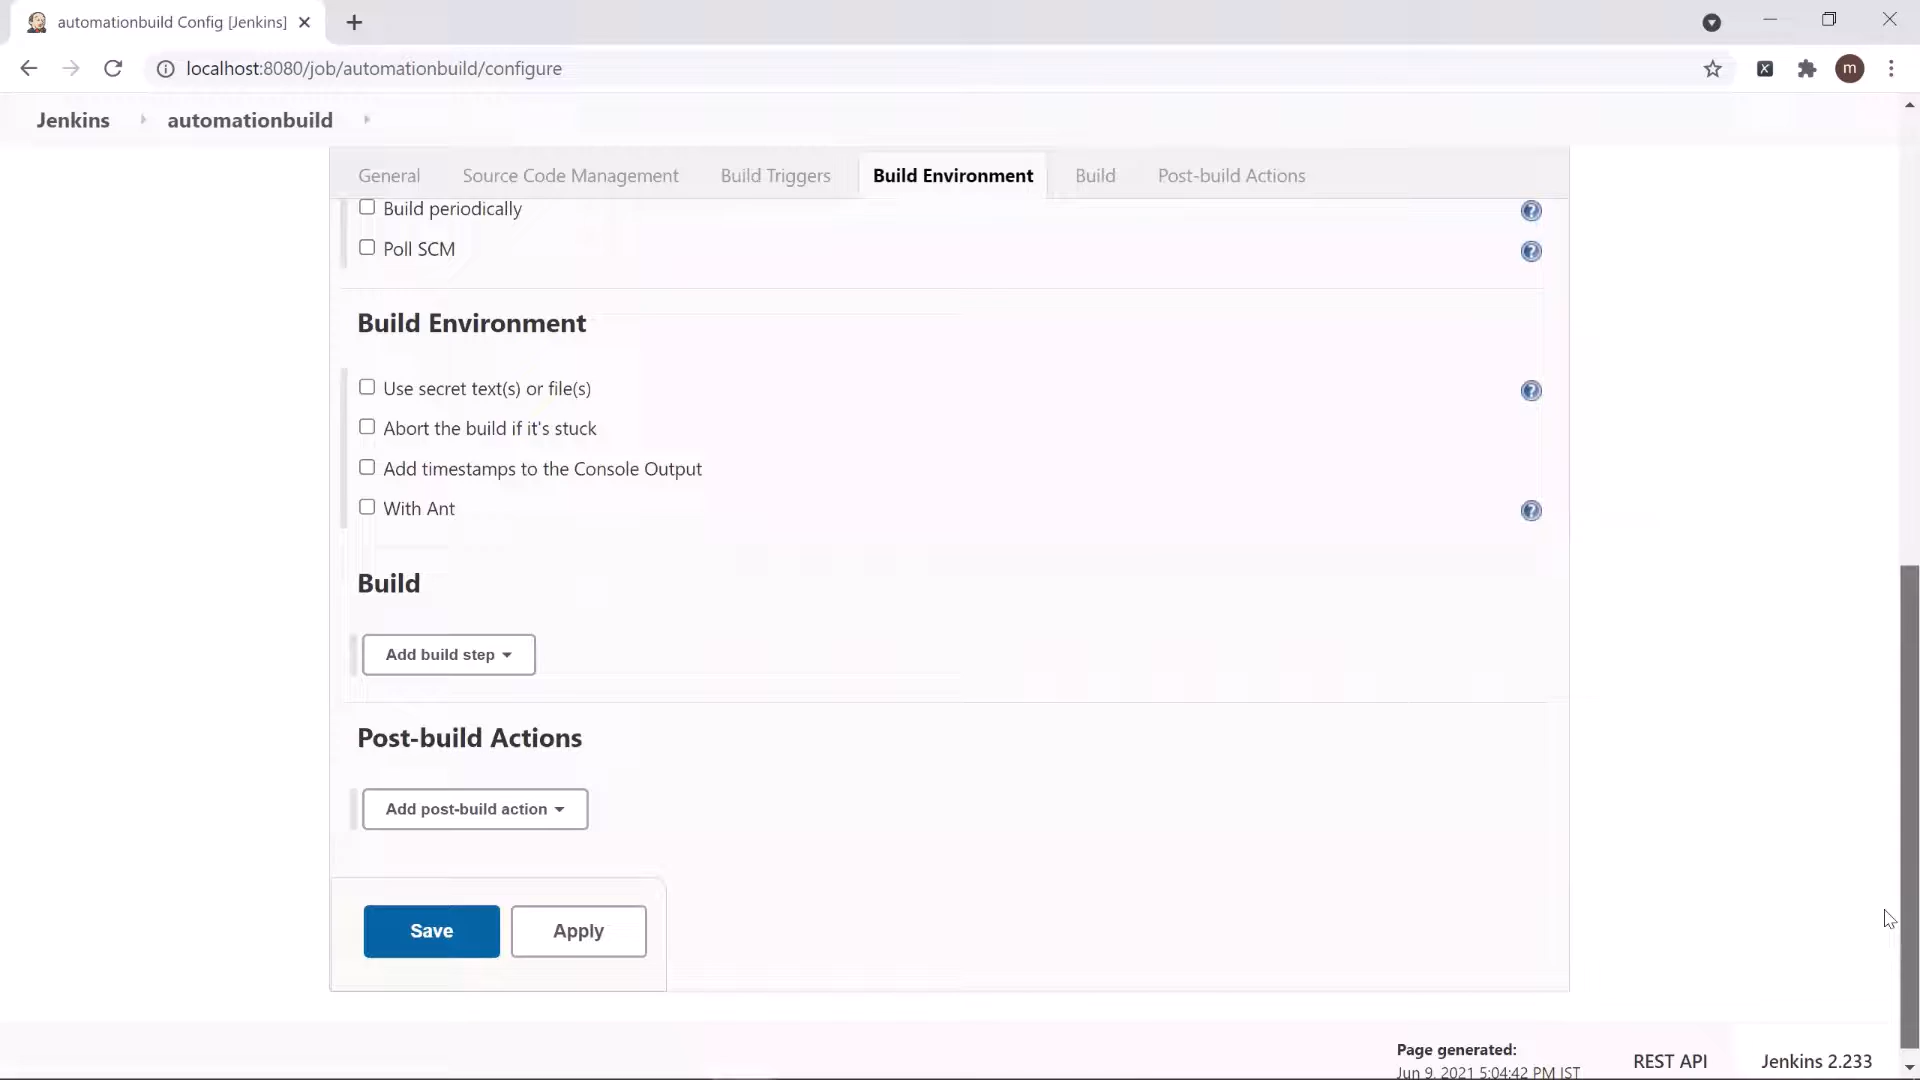 automationbuild Config [Jenkins]
localhost:8080/job/automationbuild/configure
m
Jenkins
automationbuild
General
Source Code Management
Build Triggers
Build Environment
Build
Post-build Actions
Build periodically
Poll SCM
Build Environment
Use secret text(s) or file(s)
Abort the build if it's stuck
Add timestamps to the Console Output
With Ant
Build
Add build step
Post-build Actions
Add post-build action
Save
Apply
Page generated:
Jun 9, 2021 5:04:42 PM IST
REST API
Jenkins 2.233